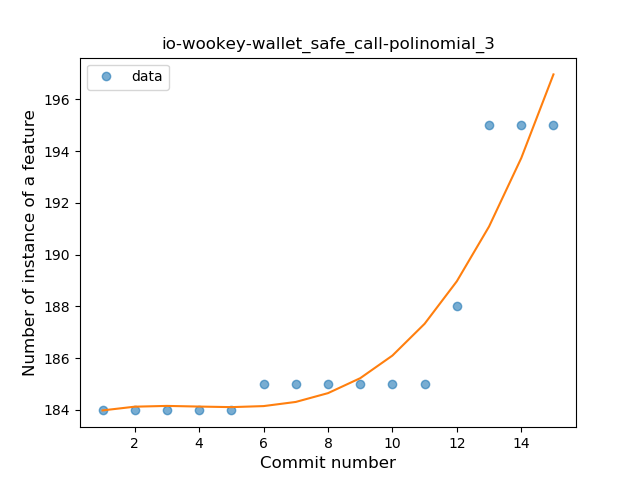 io-wookey-wallet_safe_call-polinomial_3
data
Number of instance of a feature
196
194
192
190
188
186
184
2 4 6 8 10 12 14
Commit number